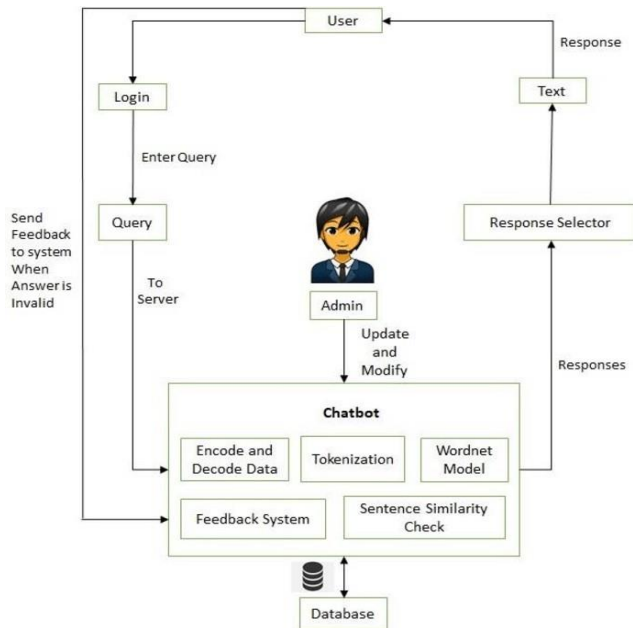 User
Response
Login
Text
Enter Query
Send
Feedback
to system
When
Answer is
Invalid
Query
Response Selector
To
Server
Admin
Update
and
Modify
Responses
Chatbot
Encode and
Decode Data
Tokenization
Wordnet
Model
Feedback System
Sentence Similarity
Check
Database